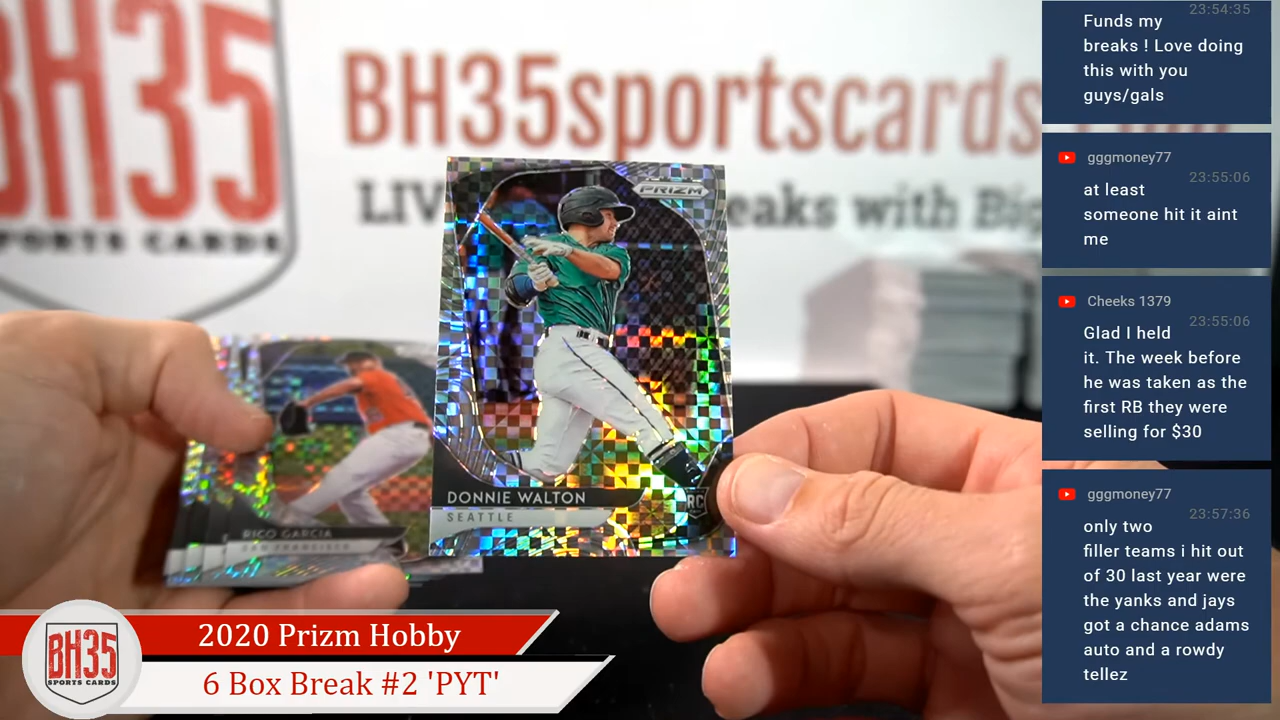 BH35
PORTS CARDS
BH35sportscards
LIV
eaks with Big
PRIZM
DONNIE WALTON
SEATTLE
RC
RICO GARCIA
SAN FRANCISCO
BH35
SPORTS CARDS
2020 Prizm Hobby
6 Box Break #2 'PYT'
23:54:35
Funds my
breaks ! Love doing
this with you
guys/gals
gggmoney77
23:55:06
at least
someone hit it aint
me
Cheeks 1379
23:55:06
Glad I held
it. The week before
he was taken as the
first RB they were
selling for $30
gggmoney77
23:57:36
only two
filler teams i hit out
of 30 last year were
the yanks and jays
got a chance adams
auto and a rowdy
tellez